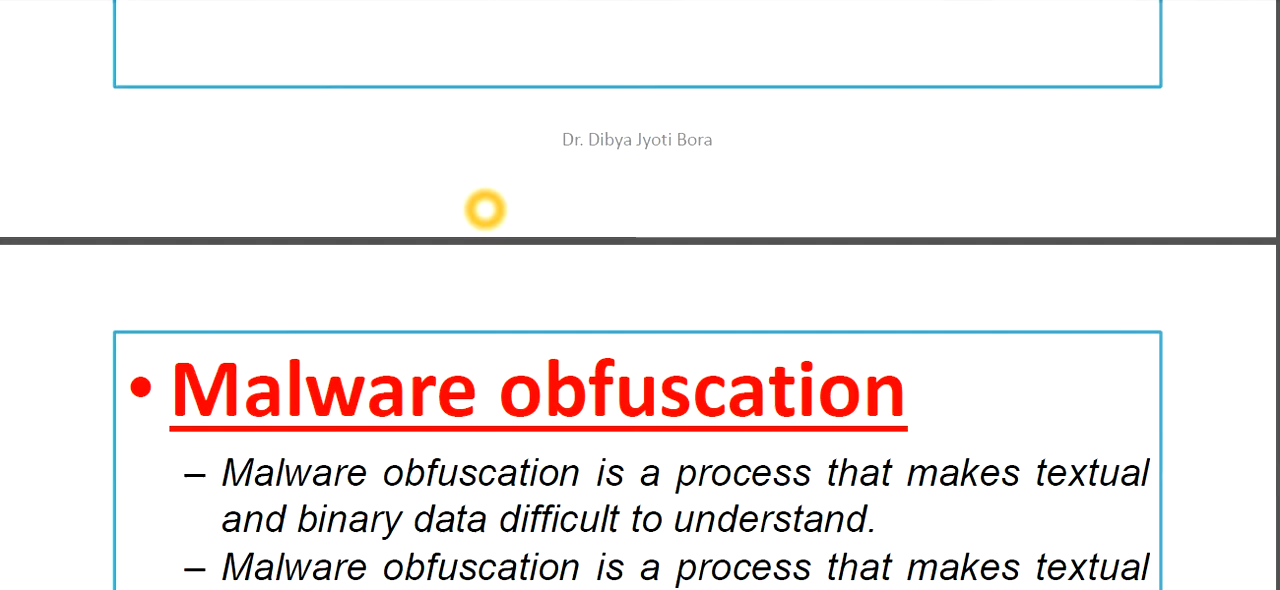 Dr. Dibya Jyoti Bora
• Malware obfuscation
– Malware obfuscation is a process that makes textual
and binary data difficult to understand.
– Malware obfuscation is a process that makes textual